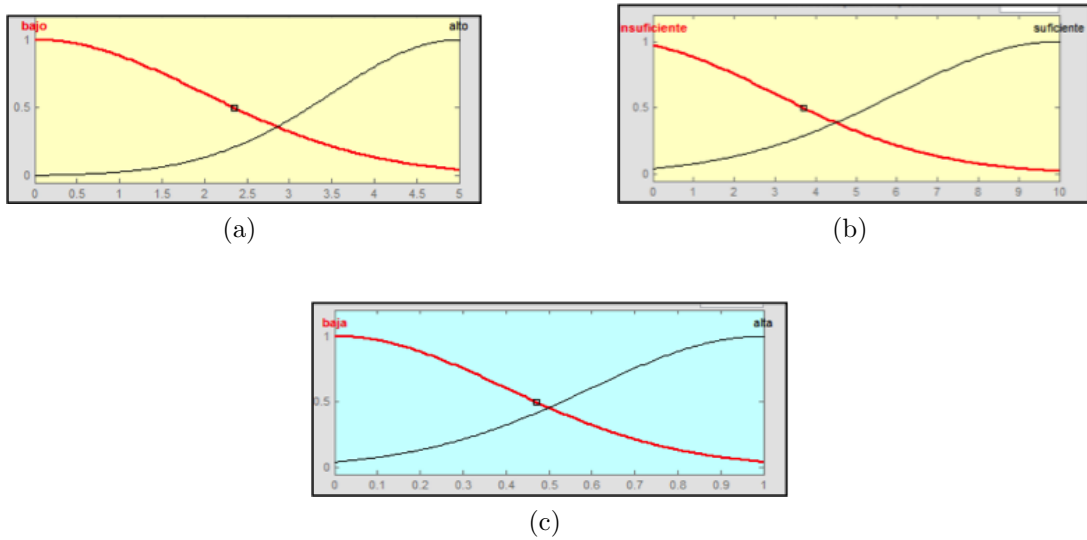 bajo alto
1
0.5
0
0 0.5 1 1.5 2 2.5 3 3.5 4 4.5 5
(a)
nsuficiente suficiente
1
0.5
0
0 1 2 3 4 5 6 7 8 9 10
(b)
baja alta
1
0.5
0
0 0.1 0.2 0.3 0.4 0.5 0.6 0.7 0.8 0.9 1
(c)